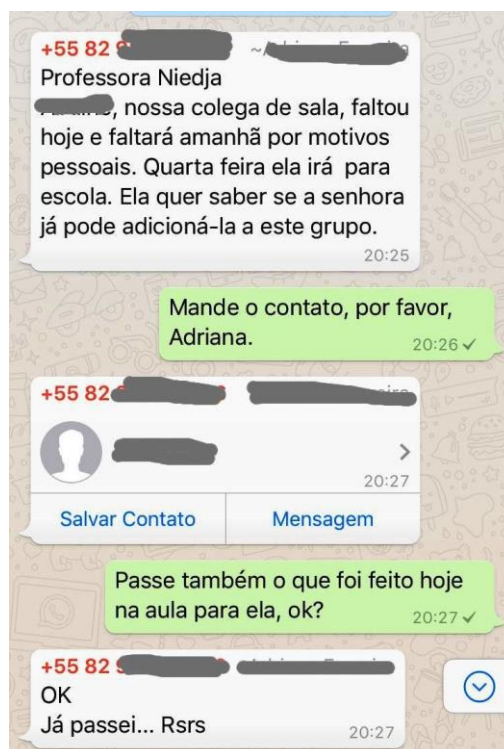 +55 82
Professora Niedja
, nossa colega de sala, faltou
hoje e faltará amanhã por motivos
pessoais. Quarta feira ela irá para
escola. Ela quer saber se a senhora
já pode adicioná-la a este grupo.
20:25
Mande o contato, por favor,
Adriana.
20:26
+55 82
20:27
Salvar Contato Mensagem
Passe também o que foi feito hoje
na aula para ela, ok?
20:27
+55 82
OK
Já passei... Rsrs
20:27